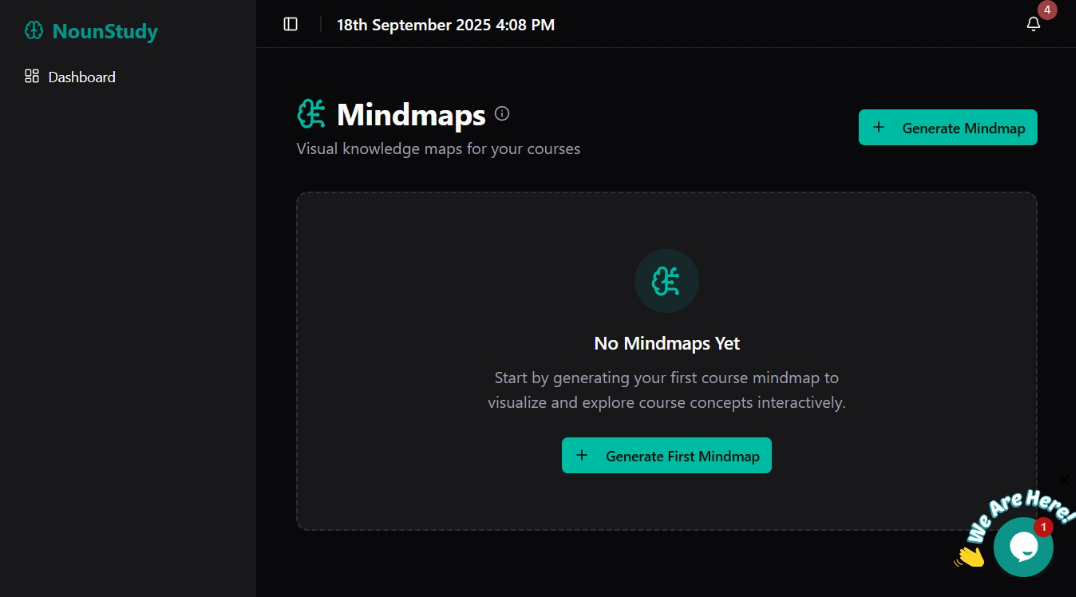 NounStudy
18th September 2025 4:08 PM
4
Dashboard
Mindmaps
Visual knowledge maps for your courses
+ Generate Mindmap
No Mindmaps Yet
Start by generating your first course mindmap to
visualize and explore course concepts interactively.
+ Generate First Mindmap
We Are Here!
1